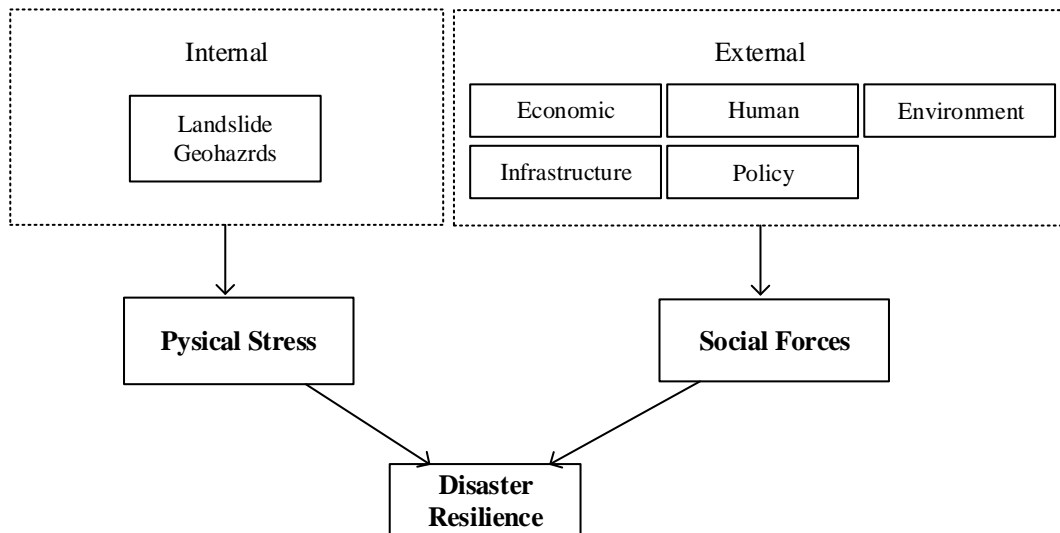 Internal
External
Landslide
Geohazrds
Economic
Human
Environment
Infrastructure
Policy
Pysical Stress
Social Forces
Disaster
Resilience